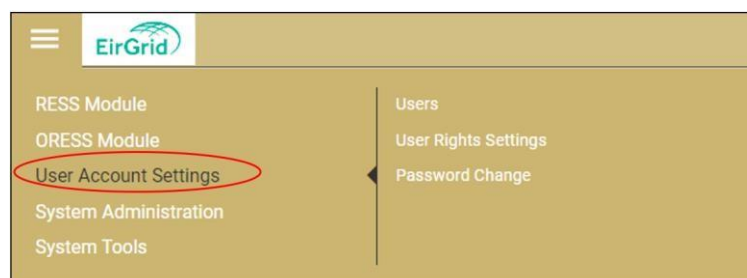 EirGrid
RESS Module
ORESS Module
User Account Settings
System Administration
System Tools
Users
User Rights Settings
Password Change